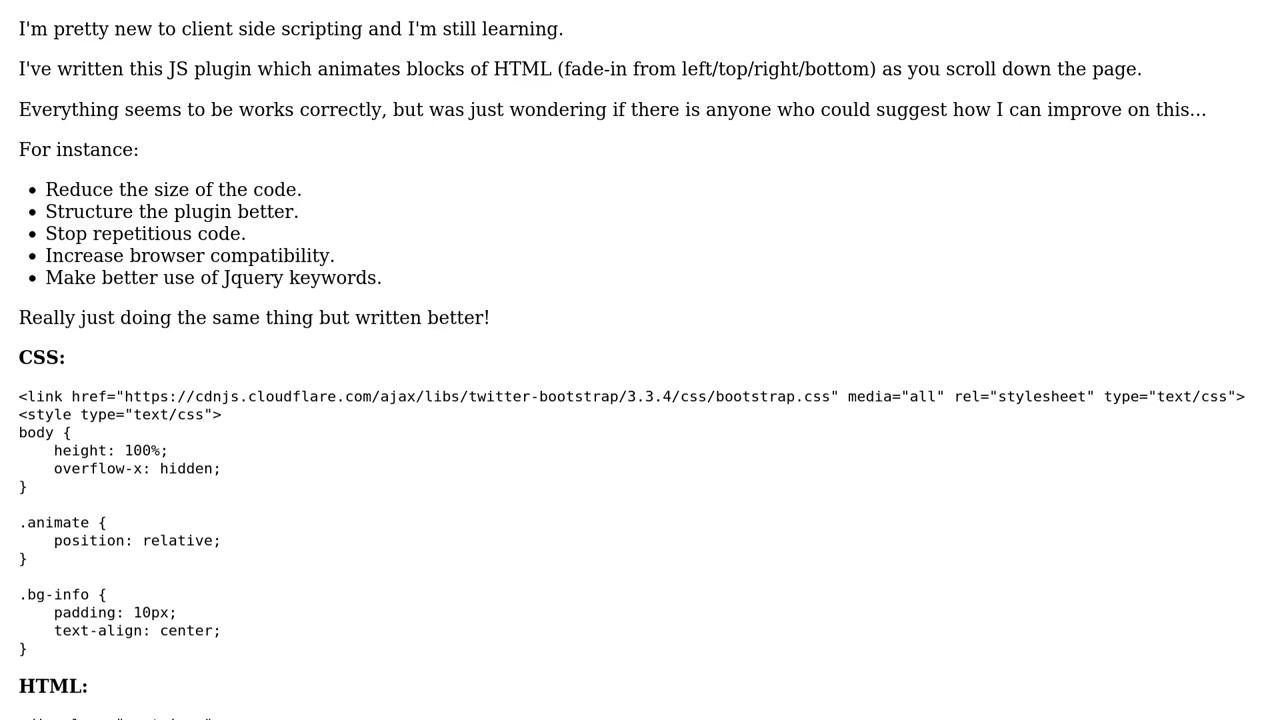 I'm pretty new to client side scripting and I'm still learning.
I've written this JS plugin which animates blocks of HTML (fade-in from left/top/right/bottom) as you scroll down the page.
Everything seems to be works correctly, but was just wondering if there is anyone who could suggest how I can improve on this...
For instance:
• Reduce the size of the code.
• Structure the plugin better.
• Stop repetitious code.
• Increase browser compatibility.
• Make better use of Jquery keywords.
Really just doing the same thing but written better!
CSS:
<link href="https://cdnjs.cloudflare.com/ajax/libs/twitter-bootstrap/3.3.4/css/bootstrap.css" media="all" rel="stylesheet" type="text/css">
<style type="text/css">
body {
    height: 100%;
    overflow-x: hidden;
}
.animate {
    position: relative;
}
.bg-info {
    padding: 10px;
    text-align: center;
}
HTML: